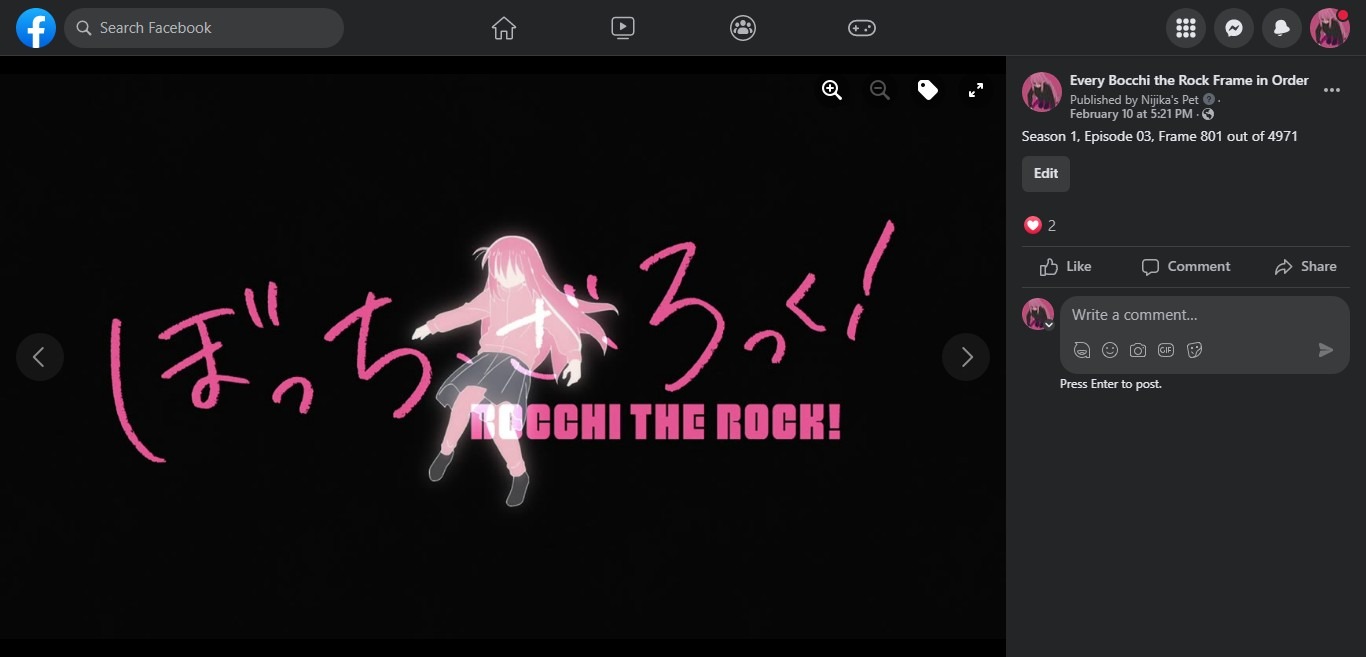 Search Facebook
ぼっち・ざ・ろっく!
BOCCHI THE ROCK!
Every Bocchi the Rock Frame in Order
Published by Nijika's Pet ·
February 10 at 5:21 PM ·
Season 1, Episode 03, Frame 801 out of 4971
Edit
2
Like Comment Share
Write a comment...
GIF
Press Enter to post.